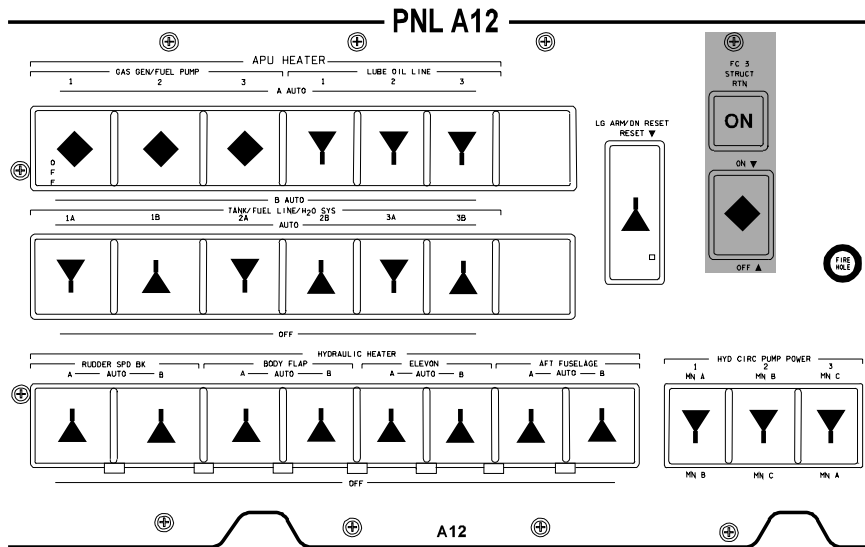 PNL A12
APU HEATER
GAS GEN/FUEL PUMP LUBE OIL LINE
1 2 3 1 2 3
A AUTO
OFF
B AUTO
TANK/FUEL LINE/H2O SYS
1A 1B 2A 2B 3A 3B
AUTO
OFF
LG ARM/DN RESET
RESET ▼
FC 3
STRUCT
RTN
ON
ON ▼
OFF ▲
FIRE
HOLE
HYDRAULIC HEATER
RUDDER SPD BK BODY FLAP ELEVON AFT FUSELAGE
A AUTO B A AUTO B A AUTO B A AUTO B
OFF
HYD CIRC PUMP POWER
1 2 3
MN A MN B MN C
MN B MN C MN A
A12